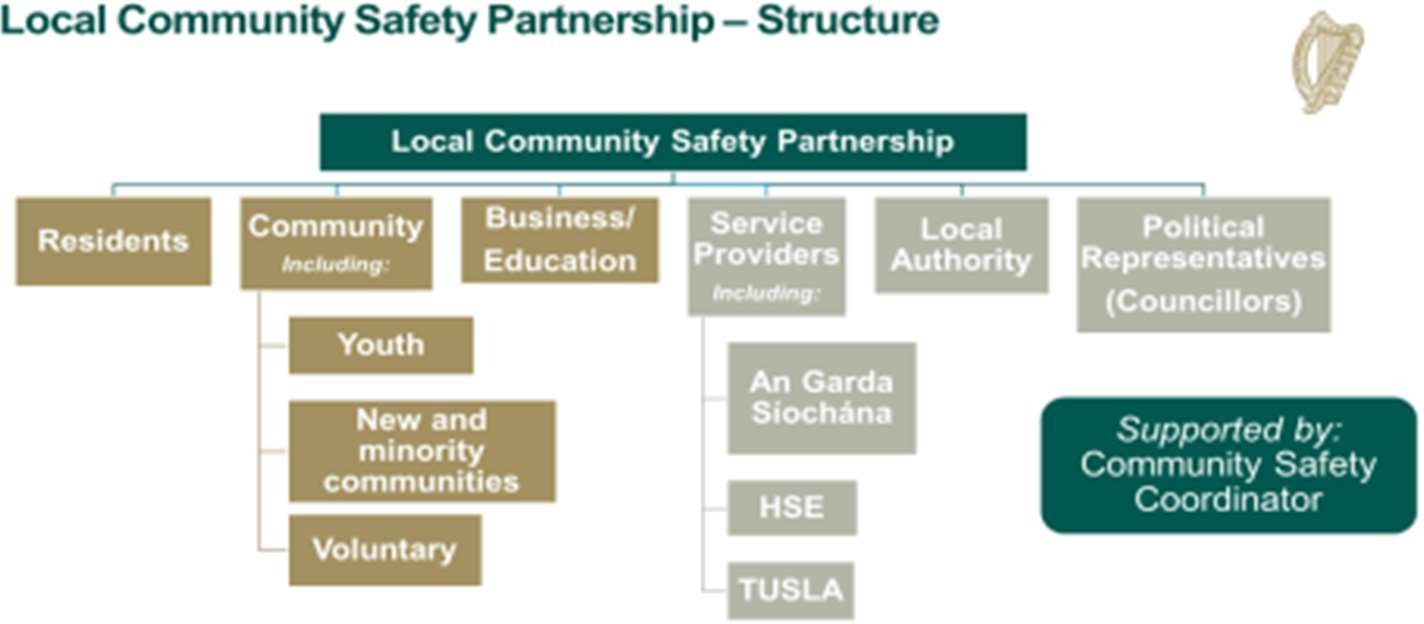 Local Community Safety Partnership – Structure
Local Community Safety Partnership
Residents
Community
Including:
Youth
New and
minority
communities
Voluntary
Business/
Education
Service
Providers
Including:
An Garda
Síochána
HSE
TUSLA
Local
Authority
Political
Representatives
(Councillors)
Supported by:
Community Safety
Coordinator